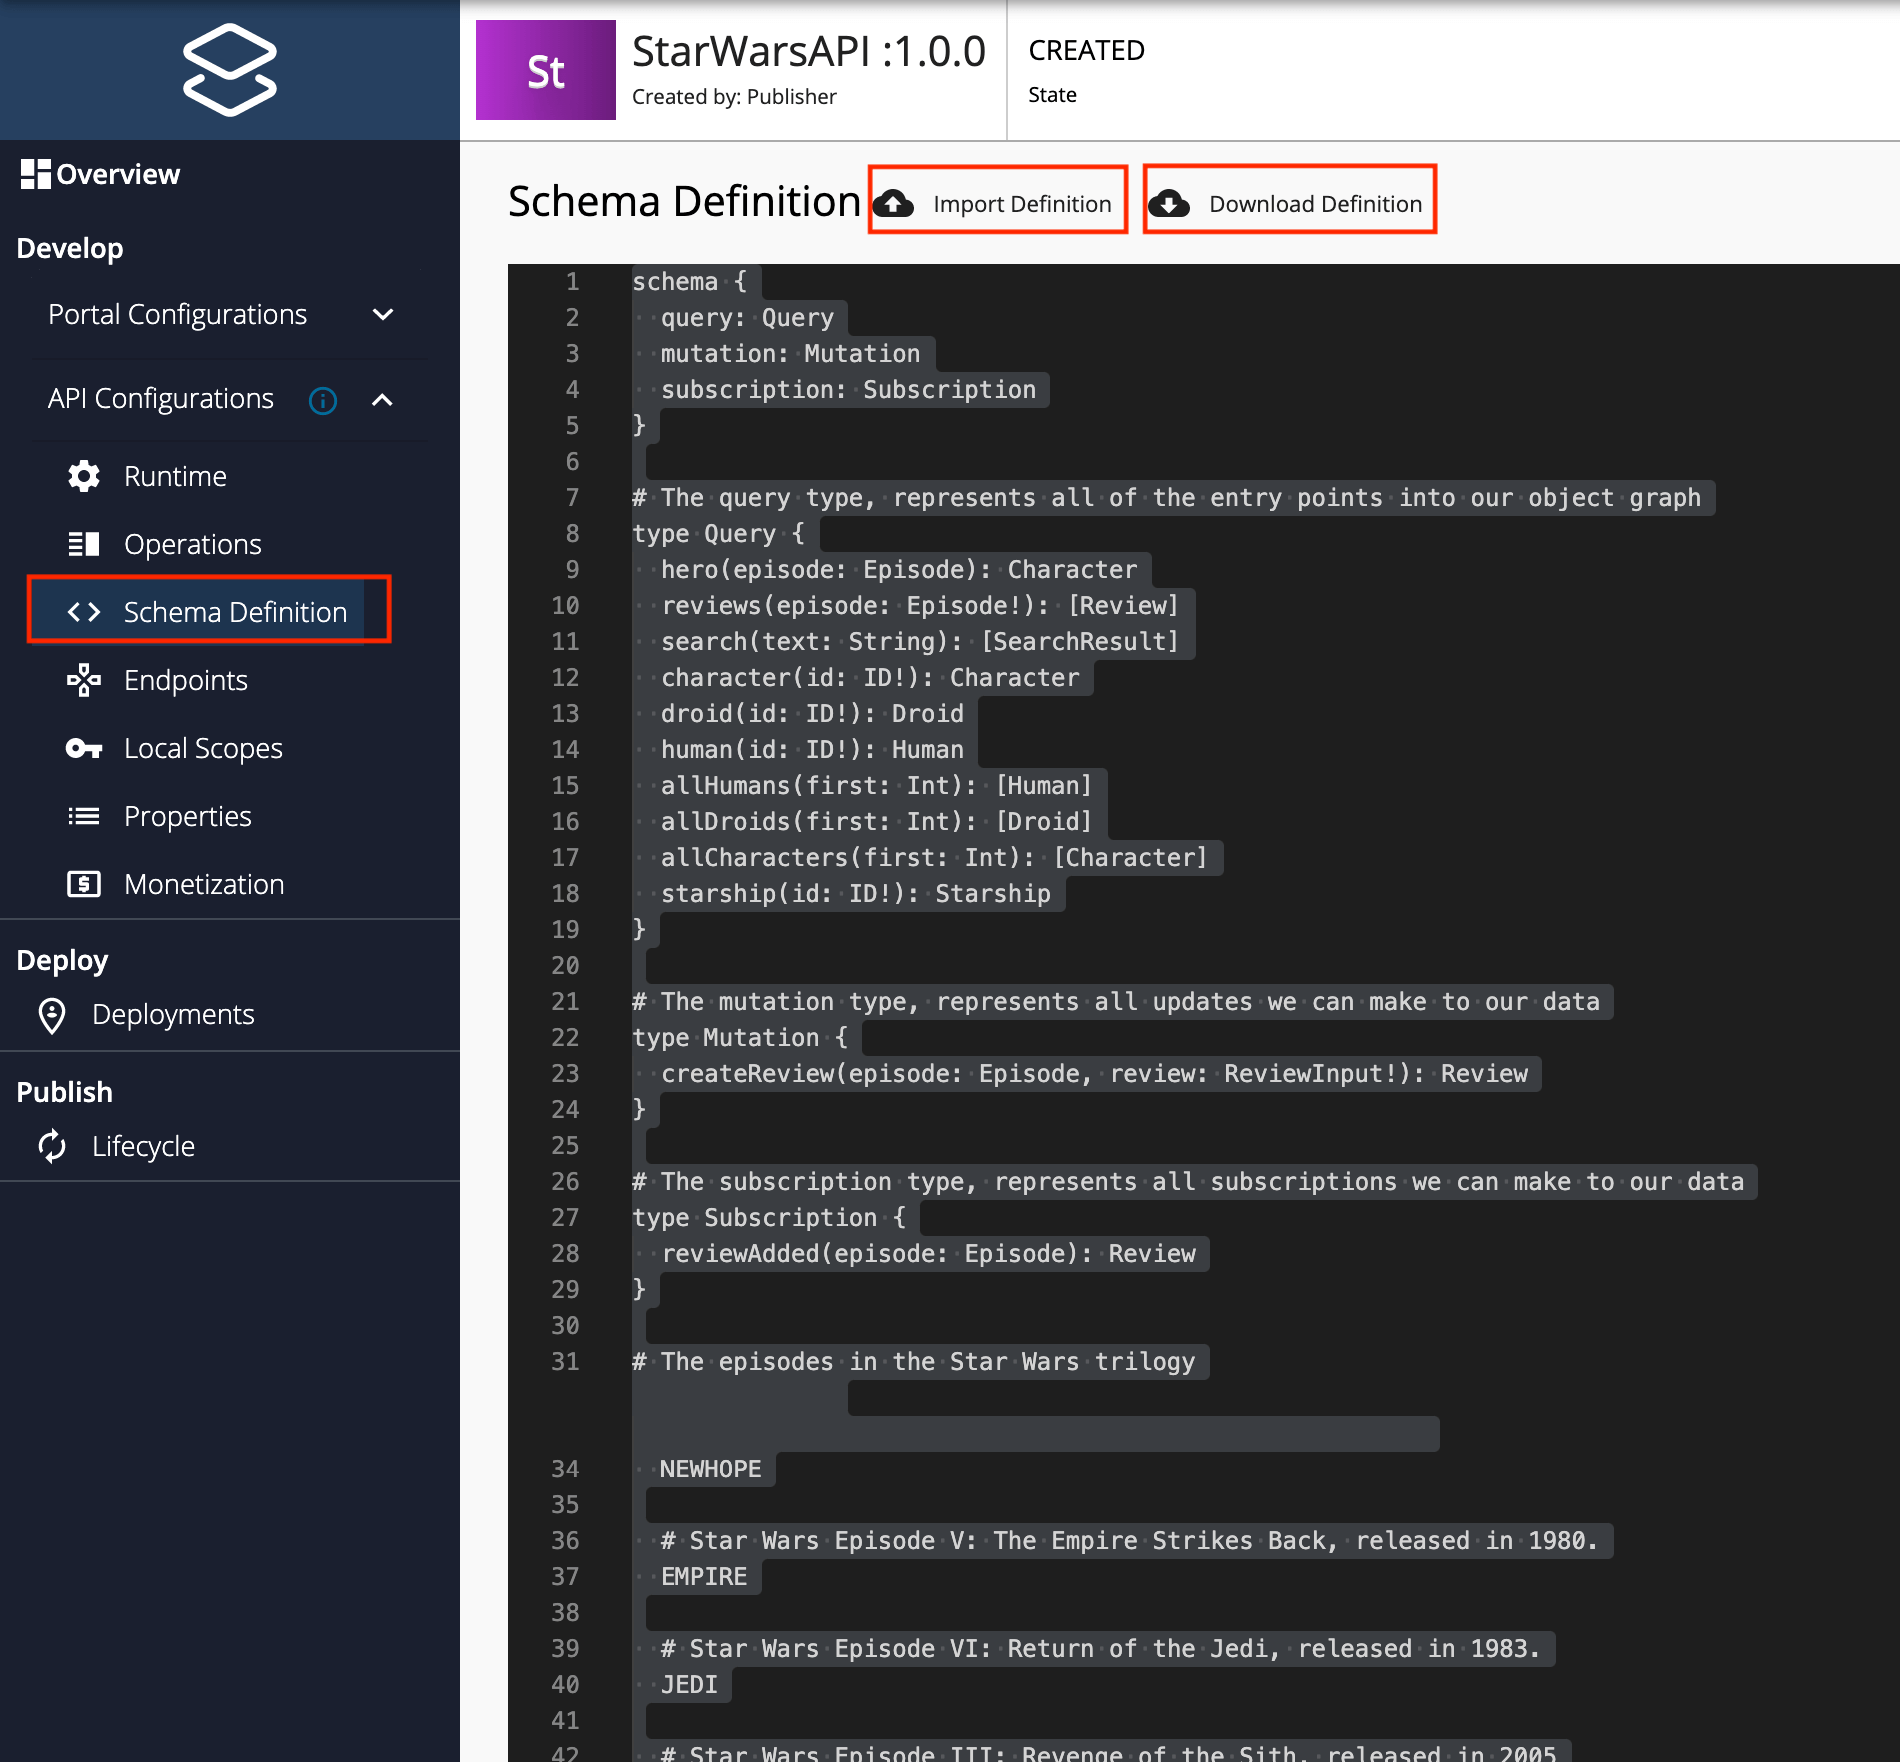 St
StarWarsAPI :1.0.0
Created by: Publisher
CREATED
State
Overview
Develop
Portal Configurations
API Configurations
Runtime
Operations
Schema Definition
Endpoints
Local Scopes
Properties
Monetization
Deploy
Deployments
Publish
Lifecycle
Schema Definition Import Definition Download Definition
1 schema {
2   query: Query
3   mutation: Mutation
4   subscription: Subscription
5 }
6
7 # The query type, represents all of the entry points into our object graph
8 type Query {
9   hero(episode: Episode): Character
10   reviews(episode: Episode!): [Review]
11   search(text: String): [SearchResult]
12   character(id: ID!): Character
13   droid(id: ID!): Droid
14   human(id: ID!): Human
15   allHumans(first: Int): [Human]
16   allDroids(first: Int): [Droid]
17   allCharacters(first: Int): [Character]
18   starship(id: ID!): Starship
19 }
20
21 # The mutation type, represents all updates we can make to our data
22 type Mutation {
23   createReview(episode: Episode, review: ReviewInput!): Review
24 }
25
26 # The subscription type, represents all subscriptions we can make to our data
27 type Subscription {
28   reviewAdded(episode: Episode): Review
29 }
30
31 # The episodes in the Star Wars trilogy
34   NEWHOPE
35
36   # Star Wars Episode V: The Empire Strikes Back, released in 1980.
37   EMPIRE
38
39   # Star Wars Episode VI: Return of the Jedi, released in 1983.
40   JEDI
41
42   # Star Wars Episode III: Revenge of the Sith, released in 2005